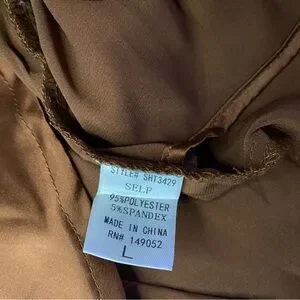 STYLE# SHT3429
SELF
95%POLYESTER
5%SPANDEX
MADE IN CHINA
RN# 149052
L